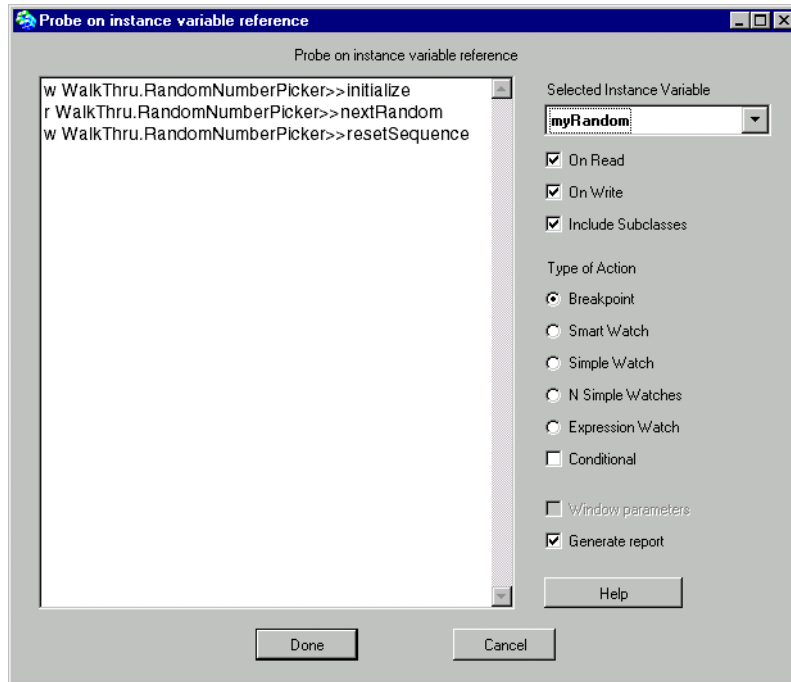 Probe on instance variable reference
Probe on instance variable reference
w WalkThru.RandomNumberPicker>>initialize
r WalkThru.RandomNumberPicker>>nextRandom
w WalkThru.RandomNumberPicker>>resetSequence
Selected Instance Variable
myRandom
On Read
On Write
Include Subclasses
Type of Action
Breakpoint
Smart Watch
Simple Watch
N Simple Watches
Expression Watch
Conditional
Window parameters
Generate report
Help
Done
Cancel